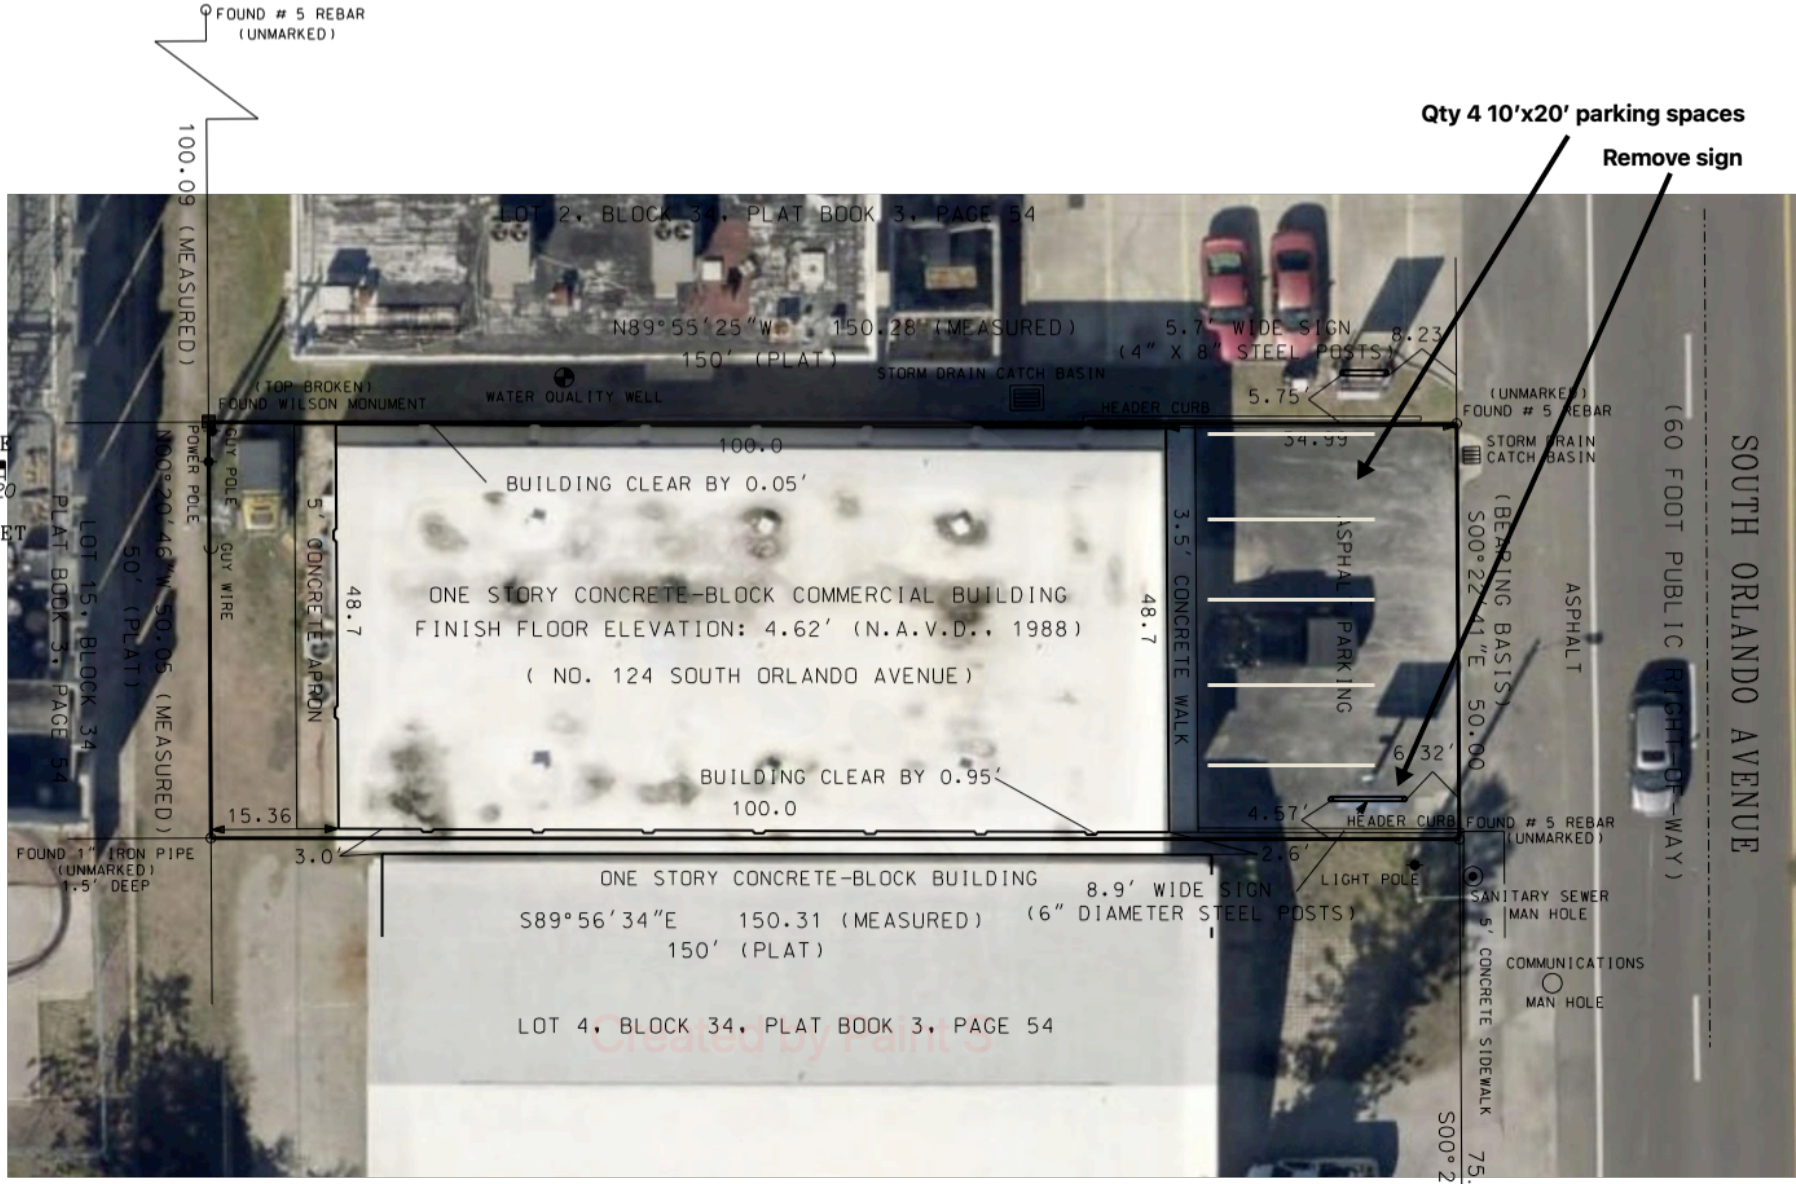 FOUND # 5 REBAR
(UNMARKED)
100.09 (MEASURED)
Qty 4 10'x20' parking spaces
Remove sign
LOT 2, BLOCK 34, PLAT BOOK 3, PAGE 54
N89°55'25"W 150.28' (MEASURED)
150' (PLAT)
5.7' WIDE SIGN
(4" X 8" STEEL POSTS)
8.23
5.75'
STORM DRAIN CATCH BASIN
WATER QUALITY WELL
(TOP BROKEN)
FOUND WILSON MONUMENT
HEADER CURB
(UNMARKED)
FOUND # 5 REBAR
STORM DRAIN
CATCH BASIN
34.99
100.0
BUILDING CLEAR BY 0.05'
E
20
ET
POWER POLE
GUY POLE
GUY WIRE
N00°20'46"W 50.05 (MEASURED)
50' (PLAT)
LOT 15, BLOCK 34
PLAT BOOK 3, PAGE 54
5' CONCRETE APRON
48.7
ONE STORY CONCRETE-BLOCK COMMERCIAL BUILDING
FINISH FLOOR ELEVATION: 4.62' (N.A.V.D., 1988)
( NO. 124 SOUTH ORLANDO AVENUE)
48.7
3.5' CONCRETE WALK
ASPHALT PARKING
S00°22'41"E 50.00
(BEARING BASIS)
ASPHALT
(60 FOOT PUBLIC RIGHT-OF-WAY)
SOUTH ORLANDO AVENUE
BUILDING CLEAR BY 0.95'
100.0
6.32'
4.57'
HEADER CURB
FOUND # 5 REBAR
(UNMARKED)
15.36
FOUND 1" IRON PIPE
(UNMARKED)
1.5' DEEP
3.0'
2.6'
ONE STORY CONCRETE-BLOCK BUILDING
8.9' WIDE SIGN
(6" DIAMETER STEEL POSTS)
LIGHT POLE
SANITARY SEWER
MAN HOLE
S89°56'34"E 150.31 (MEASURED)
150' (PLAT)
5' CONCRETE SIDEWALK
COMMUNICATIONS
MAN HOLE
LOT 4, BLOCK 34, PLAT BOOK 3, PAGE 54
Created by Paint S
S00°2
75.